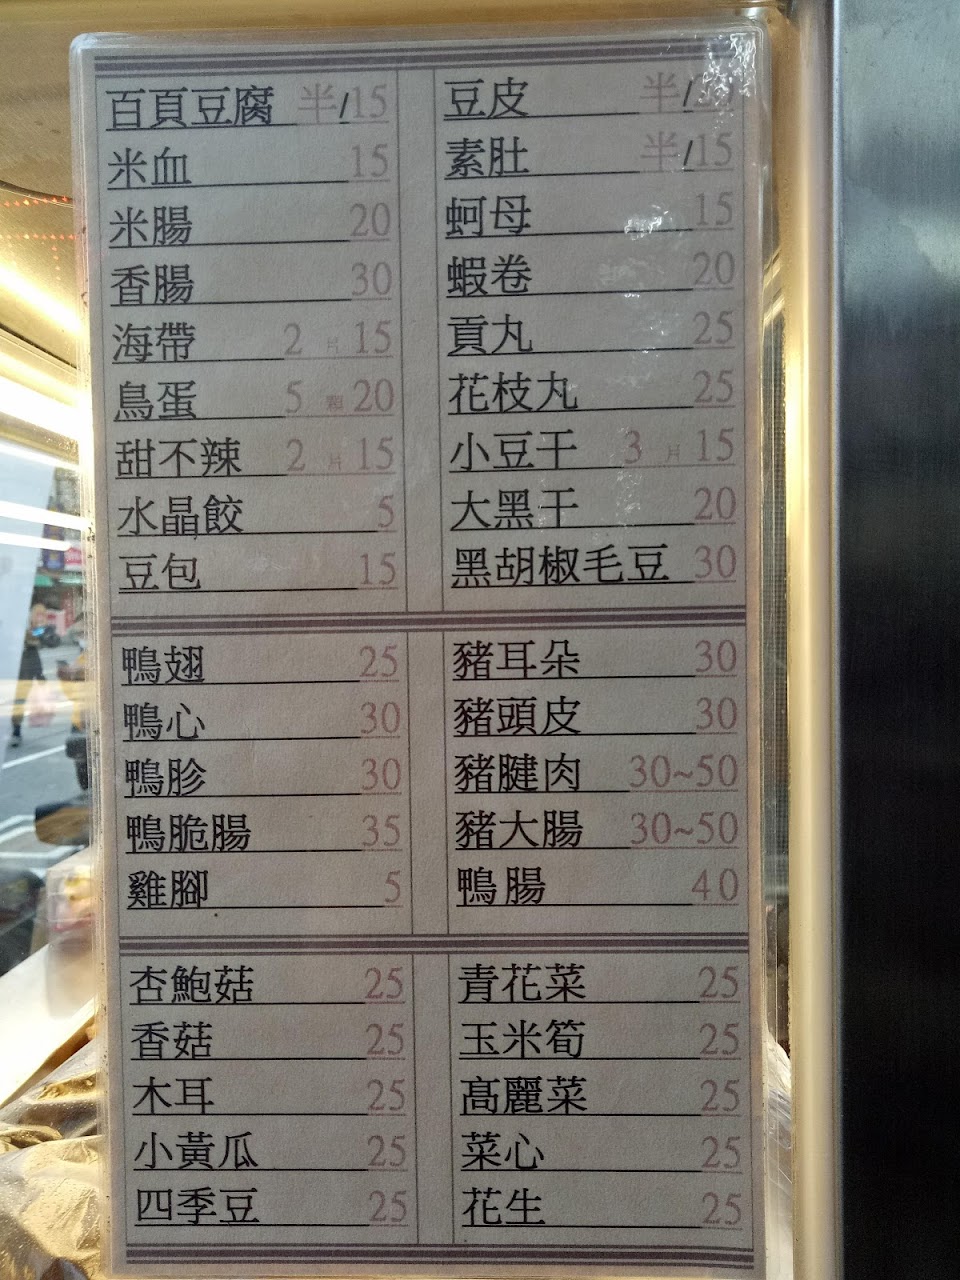 百頁豆腐 半/15
米血 15
米腸 20
香腸 30
海帶 2 片 15
鳥蛋 5 顆 20
甜不辣 2 片 15
水晶餃 5
豆包 15
豆皮 半/
素肚 半/15
蚵母 15
蝦卷 20
貢丸 25
花枝丸 25
小豆干 3 片 15
大黑干 20
黑胡椒毛豆 30
鴨翅 25
鴨心 30
鴨胗 30
鴨脆腸 35
雞腳 5
豬耳朵 30
豬頭皮 30
豬腱肉 30~50
豬大腸 30~50
鴨腸 40
杏鮑菇 25
香菇 25
木耳 25
小黃瓜 25
四季豆 25
青花菜 25
玉米筍 25
高麗菜 25
菜心 25
花生 25